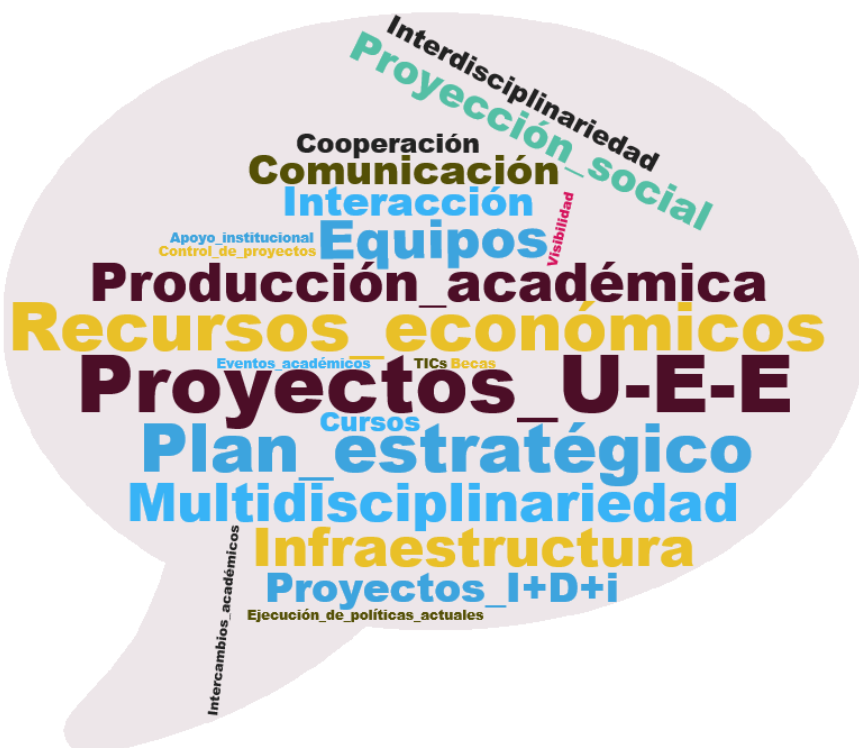 Interdisciplinariedad
Proyección_social
Cooperación
Comunicación
Interacción
Visibilidad
Apoyo_institucional
Equipos
Control_de_proyectos
Producción_académica
Recursos_económicos
Eventos_académicos
TICs
Becas
Proyectos_U-E-E
Cursos
Plan_estratégico
Multidisciplinariedad
Infraestructura
Intercambios_académicos
Proyectos_I+D+i
Ejecución_de_políticas_actuales